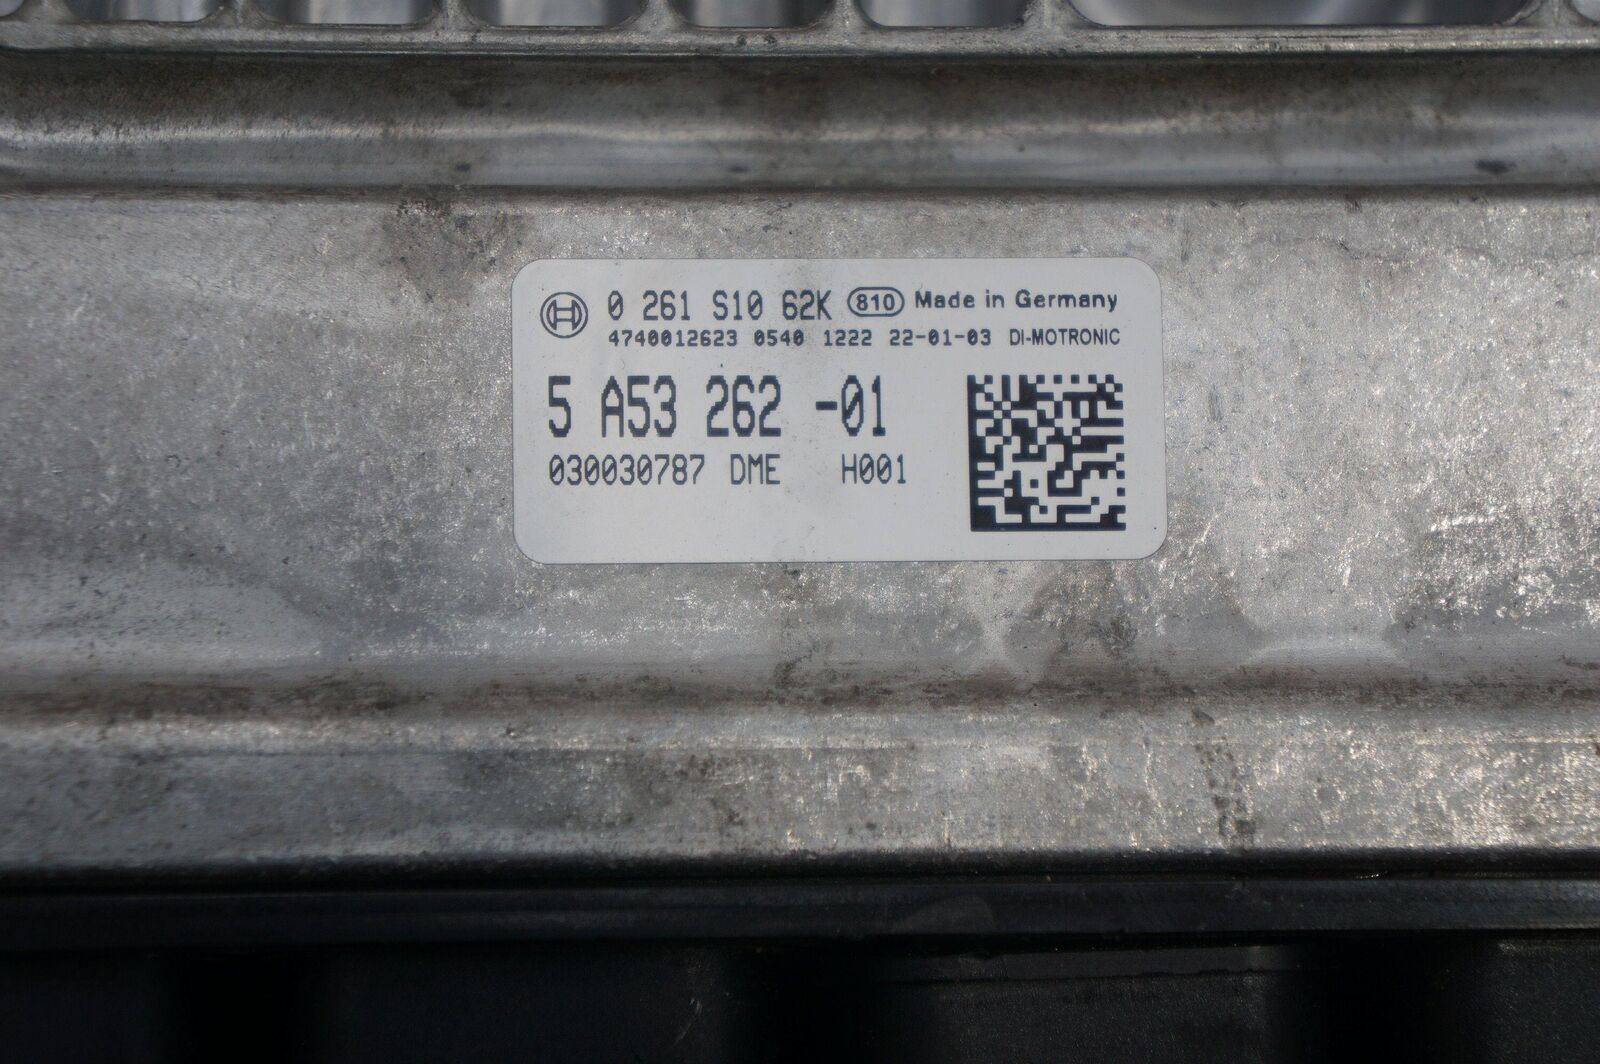 0 261 S10 62K 810 Made in Germany
4740012623 0540 1222 22-01-03 DI-MOTRONIC
5 A53 262 -01
030030787 DME H001